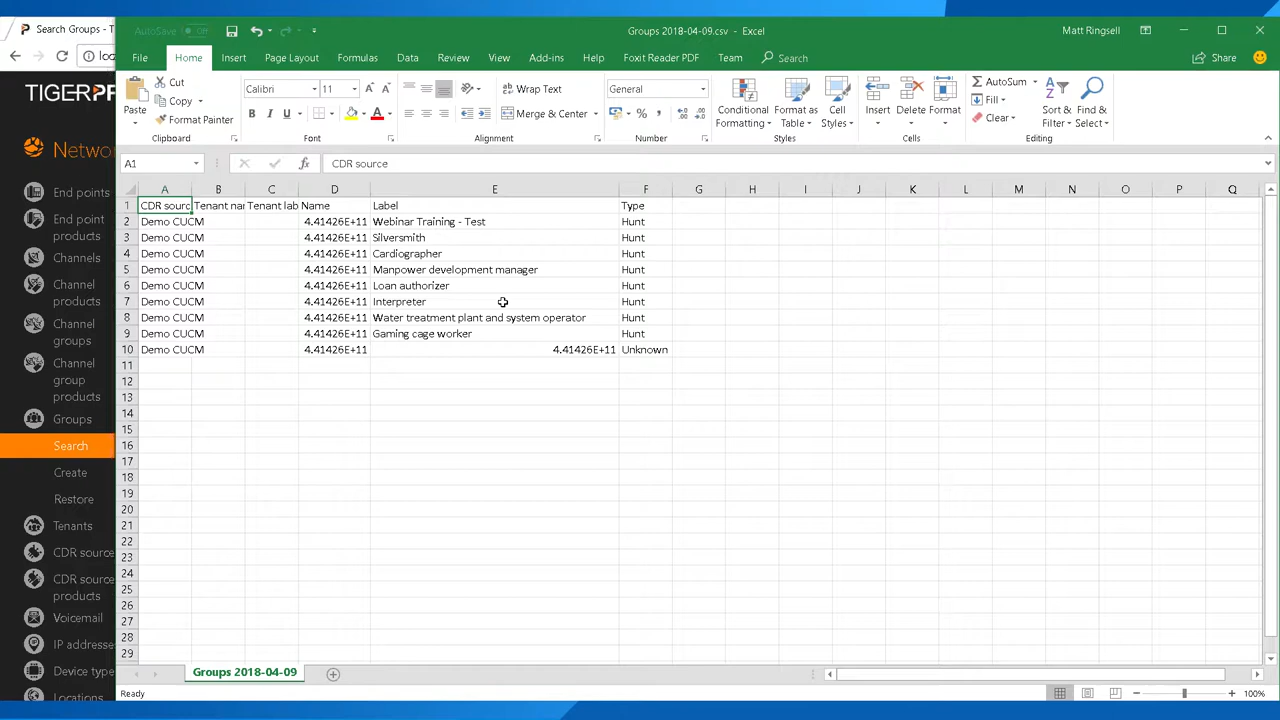 Search Groups - T
AutoSave Off
Groups 2018-04-09.csv - Excel
Matt Ringsell
File Home Insert Page Layout Formulas Data Review View Add-ins Help Foxit Reader PDF Team Search Share
loc
TIGERPR
Paste
Cut
Copy
Format Painter
Clipboard
Calibri 11
B I U
Font
Wrap Text
Merge & Center
Alignment
General
%
Number
Conditional Formatting
Format as Table
Cell Styles
Styles
Insert Delete Format
Cells
AutoSum
Fill
Clear
Sort & Filter
Find & Select
Editing
A1 fx CDR source
A B C D E F G H I J K L M N O P Q
1 CDR sourc Tenant nar Tenant lab Name Label Type
2 Demo CUCM 4.41426E+11 Webinar Training - Test Hunt
3 Demo CUCM 4.41426E+11 Silversmith Hunt
4 Demo CUCM 4.41426E+11 Cardiographer Hunt
5 Demo CUCM 4.41426E+11 Manpower development manager Hunt
6 Demo CUCM 4.41426E+11 Loan authorizer Hunt
7 Demo CUCM 4.41426E+11 Interpreter Hunt
8 Demo CUCM 4.41426E+11 Water treatment plant and system operator Hunt
9 Demo CUCM 4.41426E+11 Gaming cage worker Hunt
10 Demo CUCM 4.41426E+11 4.41426E+11 Unknown
11
12
13
14
15
16
17
18
19
20
21
22
23
24
25
26
27
28
29
Networ
End points
End point products
Channels
Channel products
Channel groups
Channel group products
Groups
Search
Create
Restore
Tenants
CDR source
CDR source products
Voicemail
IP addresse
Device type
Locations
Groups 2018-04-09
Ready
100%